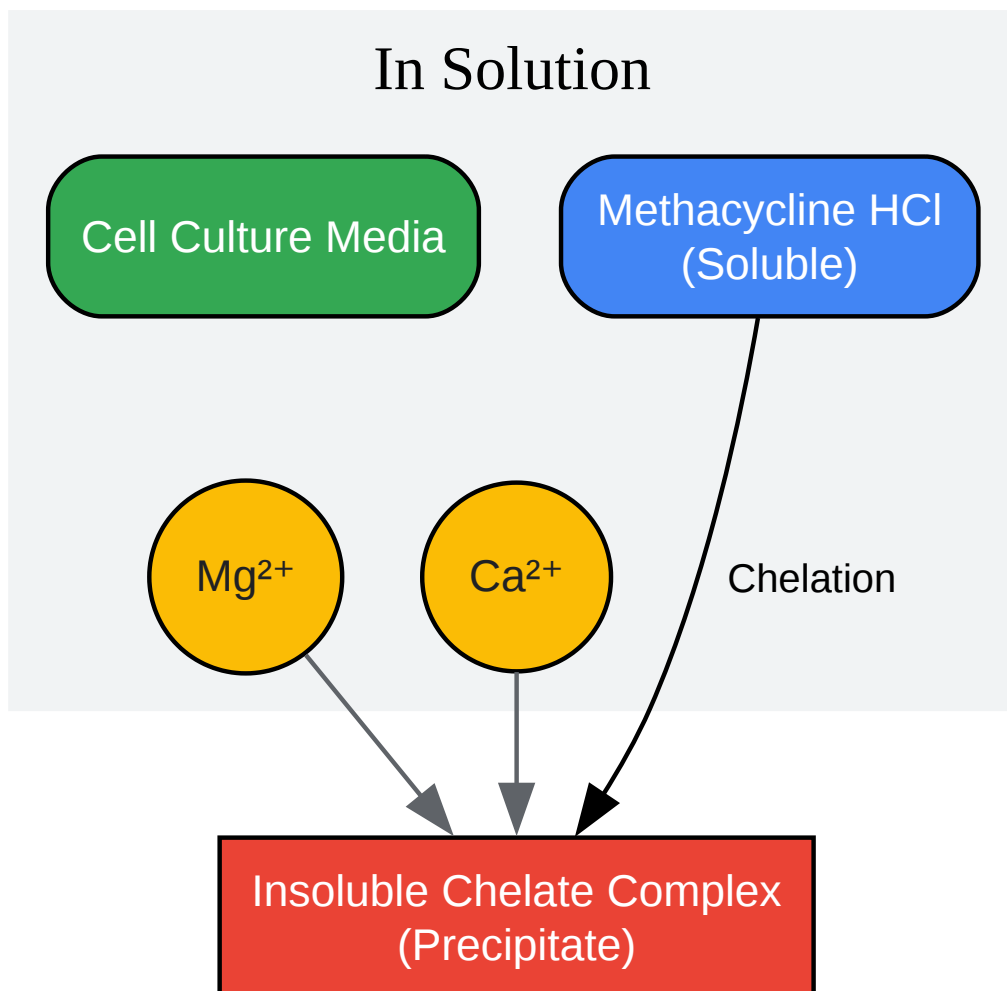 In Solution
Cell Culture Media
Methacycline HCl
(Soluble)
Mg²⁺
Ca²⁺
Chelation
Insoluble Chelate Complex
(Precipitate)